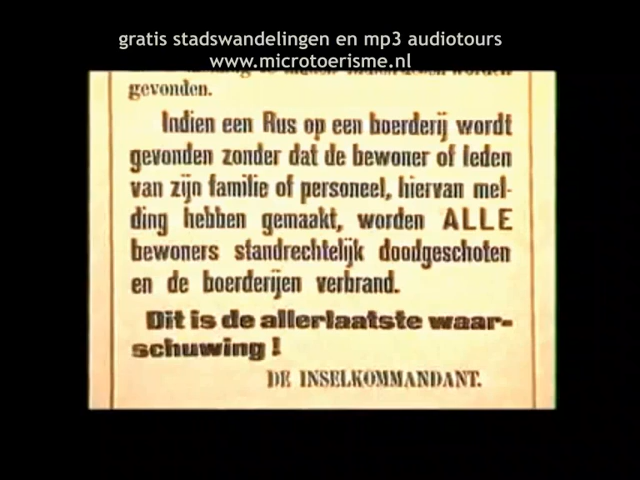 gratis stadswandelingen en mp3 audiotours
www.microtoerisme.nl
worden
gevonden.
Indien een Rus op een boerderij wordt
gevonden zonder dat de bewoner of leden
van zijn familie of personeel, hiervan mel-
ding hebben gemaakt, worden ALLE
bewoners standrechtelijk doodgeschoten
en de boerderijen verbrand.
Dit is de allerlaatste waar-
schuwing !
DE INSELKOMMANDANT.